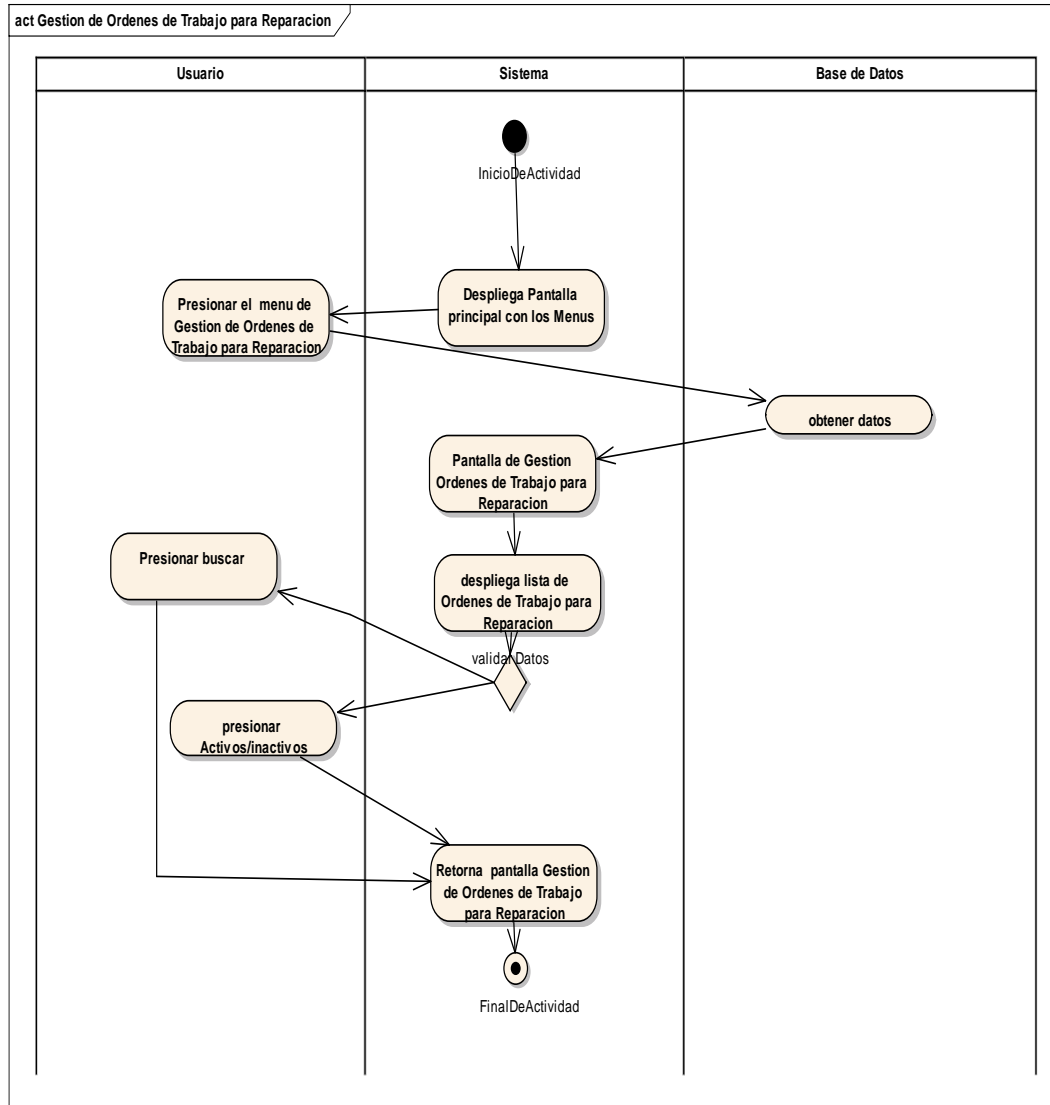 act Gestion de Ordenes de Trabajo para Reparacion
Usuario
Sistema
Base de Datos
InicioDeActividad
Despliega Pantalla
principal con los Menus
Presionar el menu de
Gestion de Ordenes de
Trabajo para Reparacion
obtener datos
Pantalla de Gestion
Ordenes de Trabajo para
Reparacion
Presionar buscar
despliega lista de
Ordenes de Trabajo para
Reparacion
validarDatos
presionar
Activos/inactivos
Retorna pantalla Gestion
de Ordenes de Trabajo
para Reparacion
FinalDeActividad